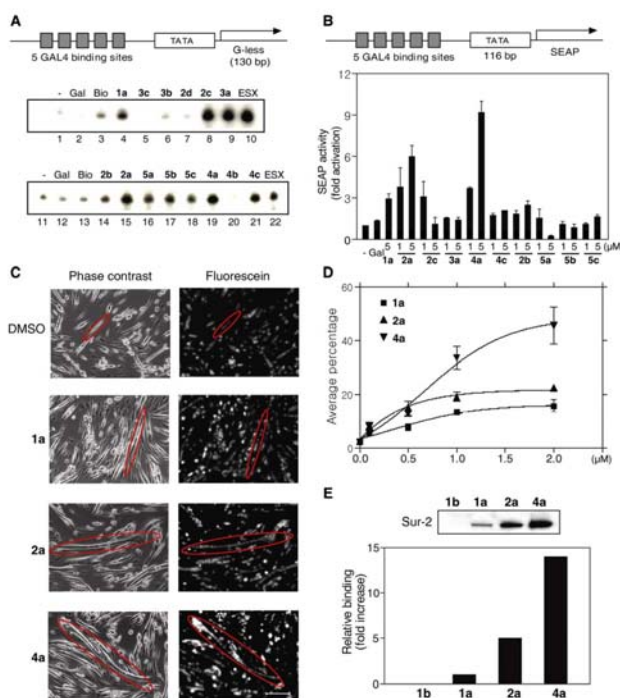 A
TATA
G-less
(130 bp)
5 GAL4 binding sites
- Gal Bio 1a 3c 3b 2d 2c 3a ESX
1 2 3 4 5 6 7 8 9 10
- Gal Bio 2b 2a 5a 5b 5c 4a 4b 4c ESX
11 12 13 14 15 16 17 18 19 20 21 22
B
TATA
5 GAL4 binding sites
116 bp
SEAP
SEAP activity
(fold activation)
12
9
6
3
0
5 1 5 1 5 1 5 1 5 1 5 1 5 1 5 1 5 1 5 (μM)
- Gal 1a 2a 2c 3a 4a 4c 2b 5a 5b 5c
C
Phase contrast Fluorescein
DMSO
1a
2a
4a
D
Average percentage
60
40
20
0
1a
2a
4a
0 0.5 1.0 1.5 2.0 (μM)
E
1b 1a 2a 4a
Sur-2
Relative binding
(fold increase)
15
10
5
0
1b 1a 2a 4a